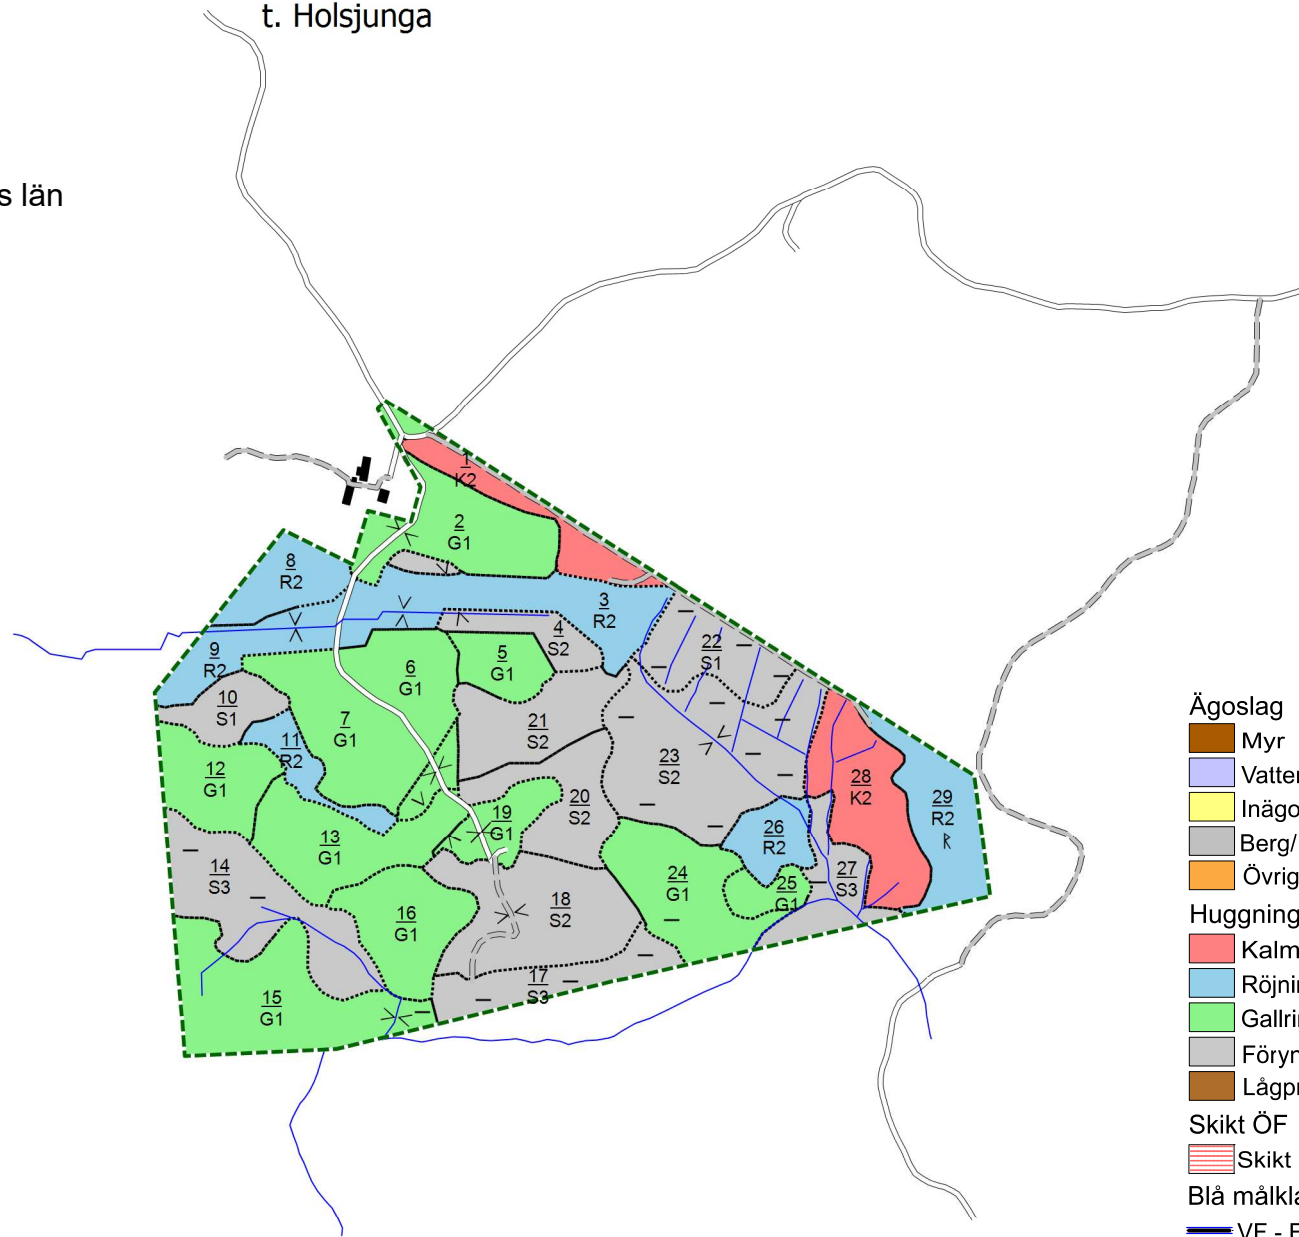 t. Holsjunga
s län
1
K2
2
G1
8
R2
3
R2
4
S2
22
S1
9
R2
5
G1
6
G1
10
S1
7
G1
21
S2
11
R2
23
S2
12
G1
28
K2
20
S2
29
R2
ᚱ
19
G1
26
R2
13
G1
14
S3
24
G1
25
G1
27
S3
16
G1
18
S2
17
S3
15
G1
Ägoslag
Myr
Vatten
Inägo
Berg/
Övrig
Huggning
Kalm
Röjnin
Gallrin
Föryn
Lågpr
Skikt ÖF
Skikt
Blå målkla
VF - F